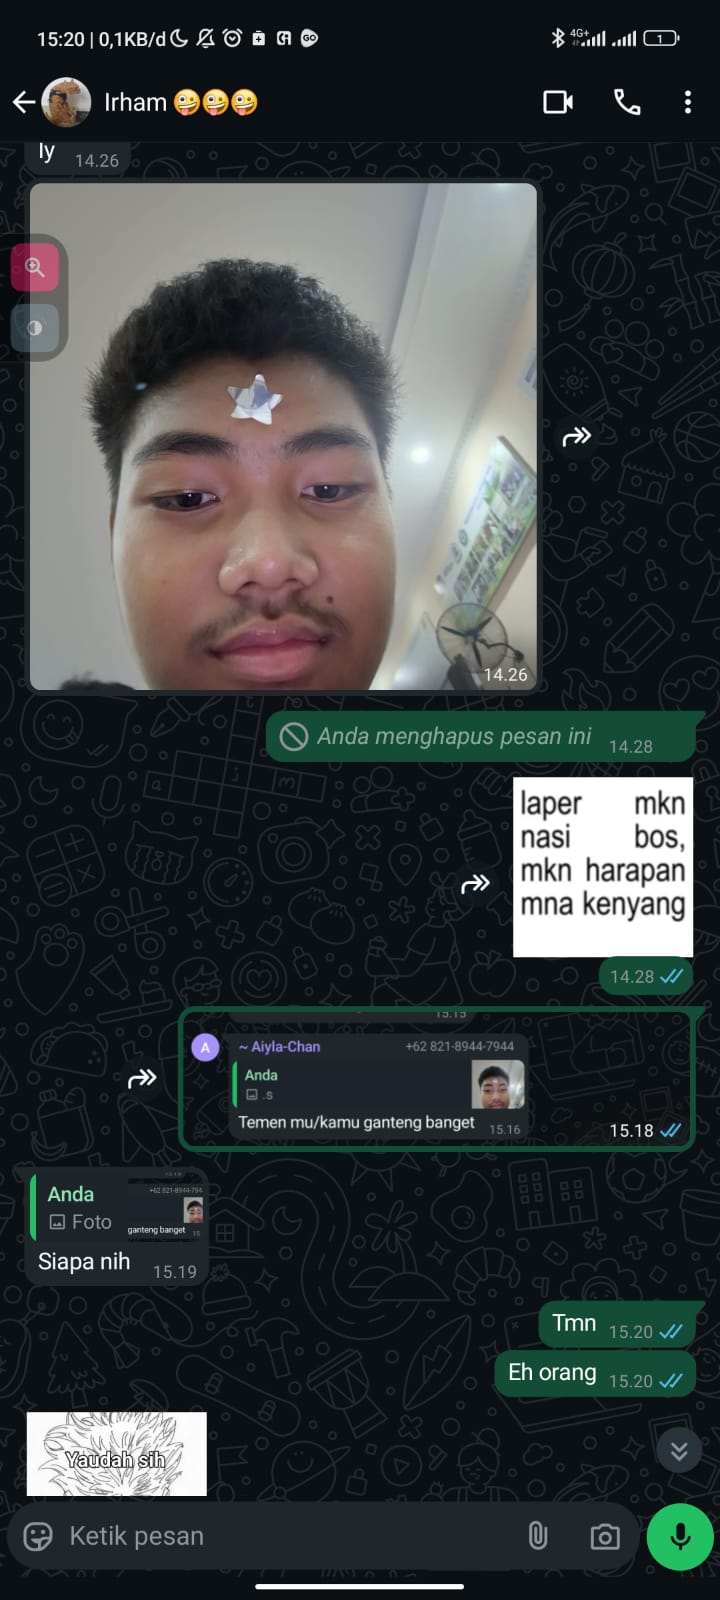 15:20 | 0,1KB/d
4G+
1
Irham 🤪🤪🤪
ly 14.26
14.26
Anda menghapus pesan ini 14.28
laper mkn
nasi bos,
mkn harapan
mna kenyang
14.28
15.15
A
~ Aiyla-Chan +62 821-8944-7944
Anda
.s
Temen mu/kamu ganteng banget 15.16
15.18
Anda
+62 821-8944-794
Foto
ganteng banget 15
Siapa nih 15.19
Tmn 15.20
Eh orang 15.20
Yaudah sih
Ketik pesan